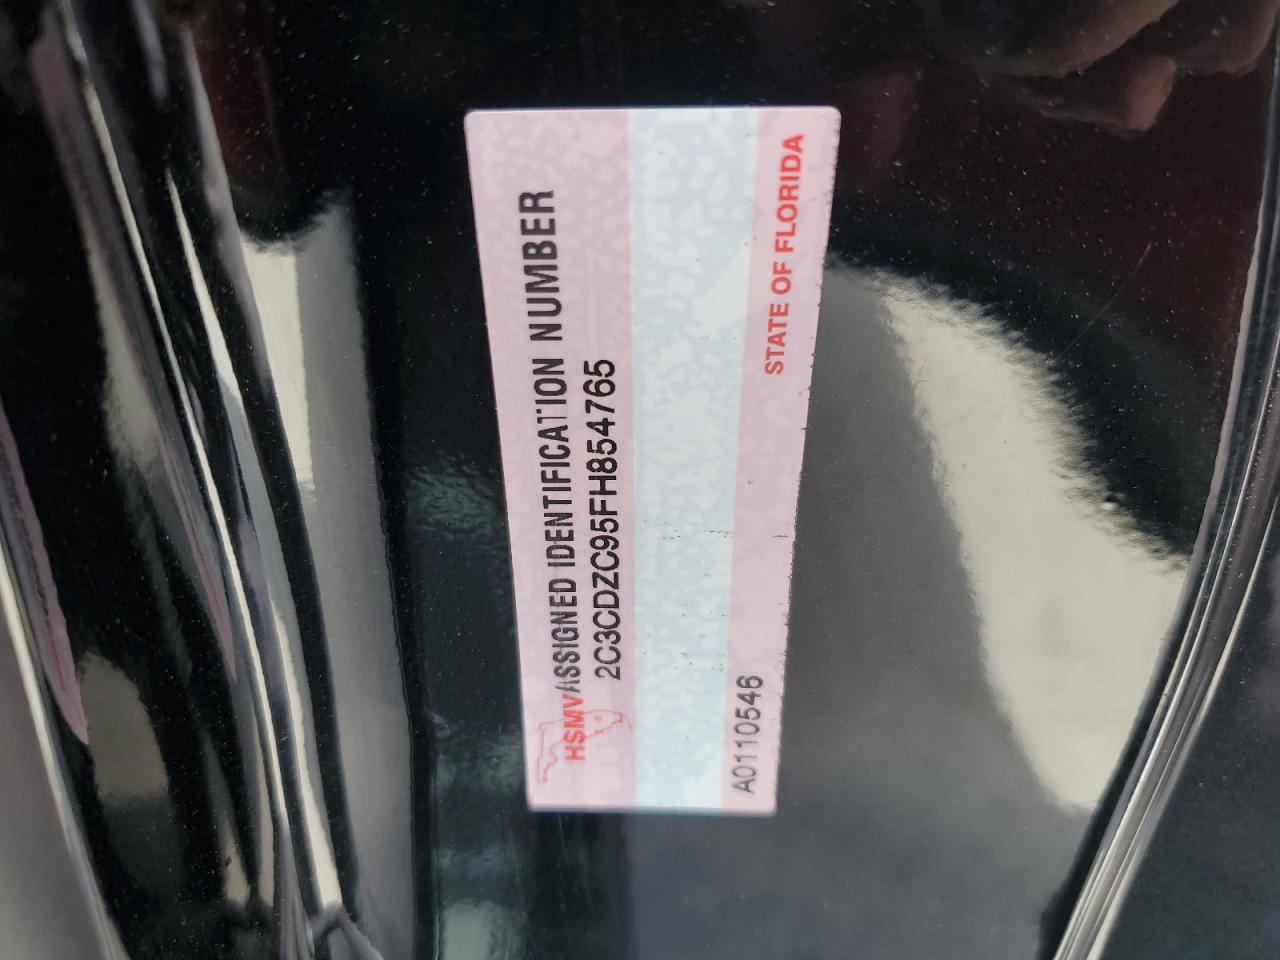 HSMV ASSIGNED IDENTIFICATION NUMBER
2C3CDZC95FH854765
A0110546
STATE OF FLORIDA